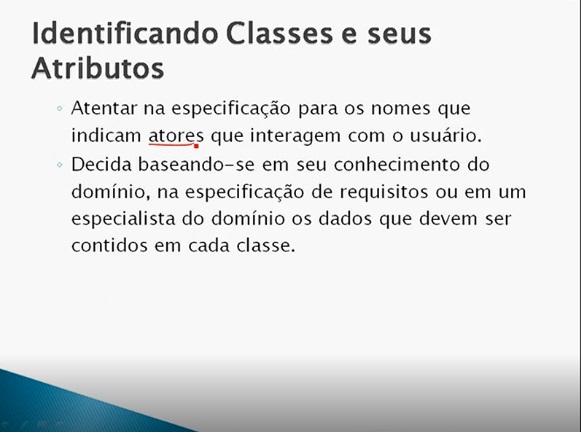 Identificando Classes e seus
Atributos
Atentar na especificação para os nomes que
indicam atores que interagem com o usuário.
Decida baseando-se em seu conhecimento do
domínio, na especificação de requisitos ou em um
especialista do domínio os dados que devem ser
contidos em cada classe.